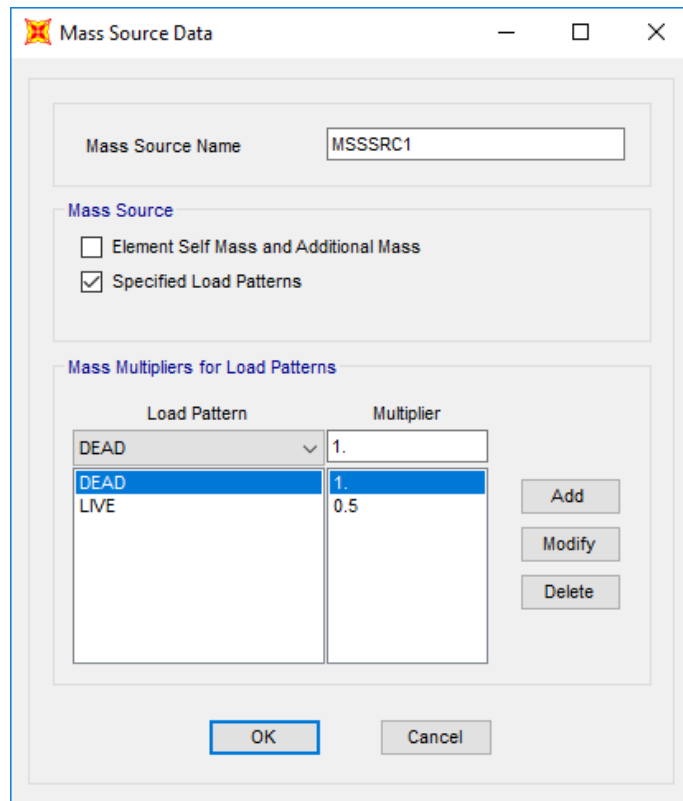 Mass Source Data
Mass Source Name MSSSRC1
Mass Source
Element Self Mass and Additional Mass
Specified Load Patterns
Mass Multipliers for Load Patterns
Load Pattern Multiplier
DEAD 1.
DEAD 1.
LIVE 0.5
Add
Modify
Delete
OK Cancel